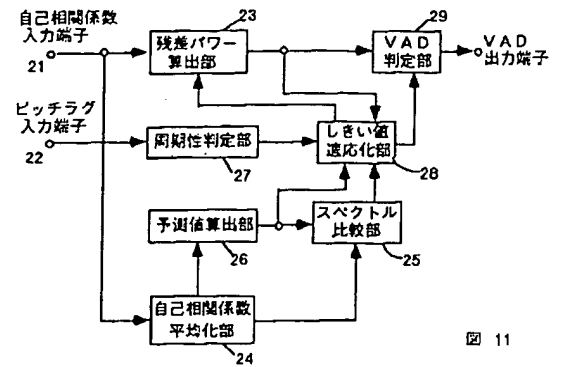 自己相関係数
入力端子
21
23
残差パワー
算出部
29
VAD
判定部
VAD
出力端子
ピッチラグ
入力端子
22
周期性判定部
27
しきい値
適応化部
28
予測値算出部
26
スペクトル
比較部
25
自己相関係数
平均化部
24
図 11